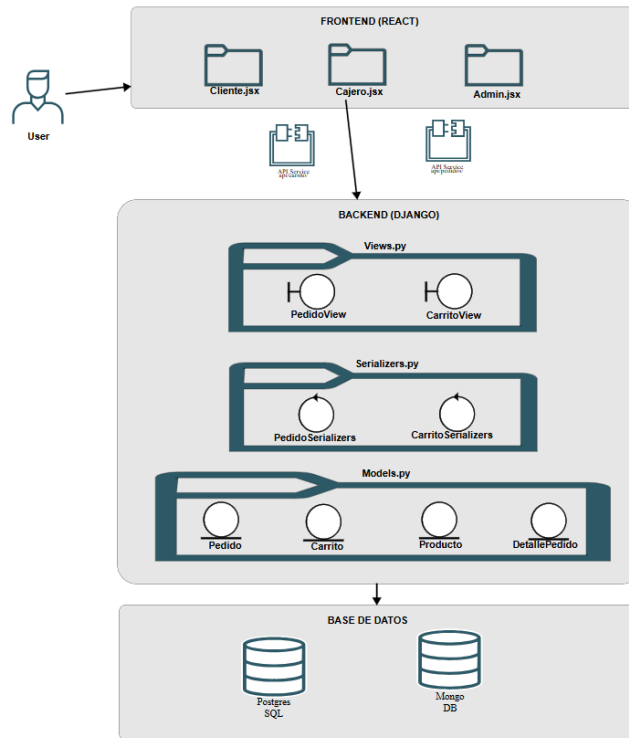 FRONTEND (REACT)
Cliente.jsx
Cajero.jsx
Admin.jsx
User
API Service
api/carrito/
API Service
api/pedidos/
BACKEND (DJANGO)
Views.py
PedidoView
CarritoView
Serializers.py
PedidoSerializers
CarritoSerializers
Models.py
Pedido
Carrito
Producto
DetallePedido
BASE DE DATOS
Postgres
SQL
Mongo
DB